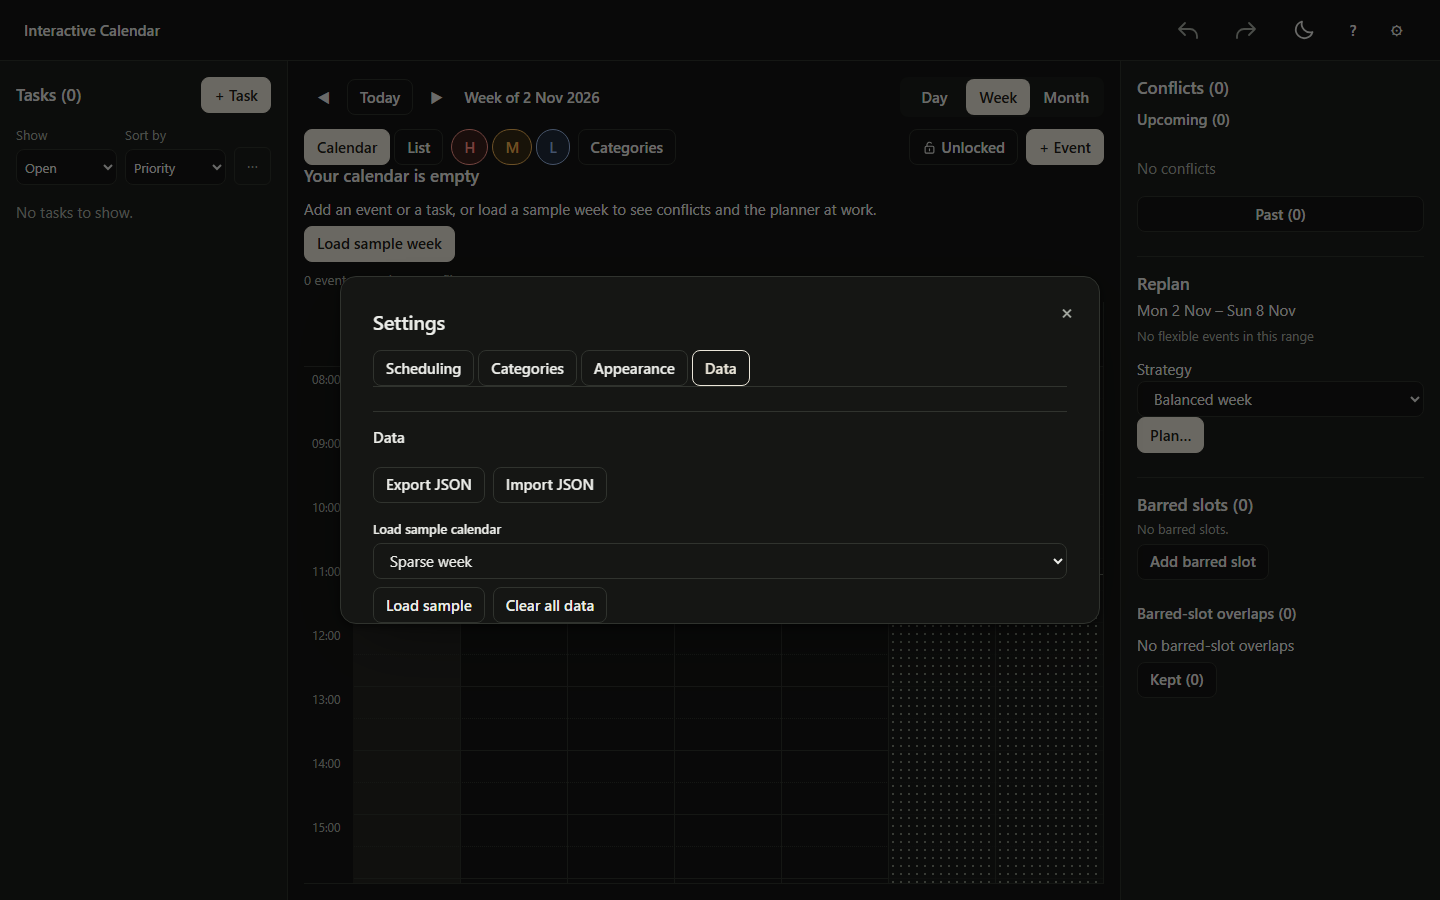 Interactive Calendar
?
Tasks (0)
+ Task
Show
Sort by
Open
Priority
...
No tasks to show.
Today
Week of 2 Nov 2026
Day
Week
Month
Calendar
List
H
M
L
Categories
Unlocked
+ Event
Your calendar is empty
Add an event or a task, or load a sample week to see conflicts and the planner at work.
Load sample week
0 event
Settings
×
Scheduling
Categories
Appearance
Data
Data
Export JSON
Import JSON
Load sample calendar
Sparse week
Load sample
Clear all data
08:00
09:00
10:00
11:00
12:00
13:00
14:00
15:00
Conflicts (0)
Upcoming (0)
No conflicts
Past (0)
Replan
Mon 2 Nov – Sun 8 Nov
No flexible events in this range
Strategy
Balanced week
Plan...
Barred slots (0)
No barred slots.
Add barred slot
Barred-slot overlaps (0)
No barred-slot overlaps
Kept (0)